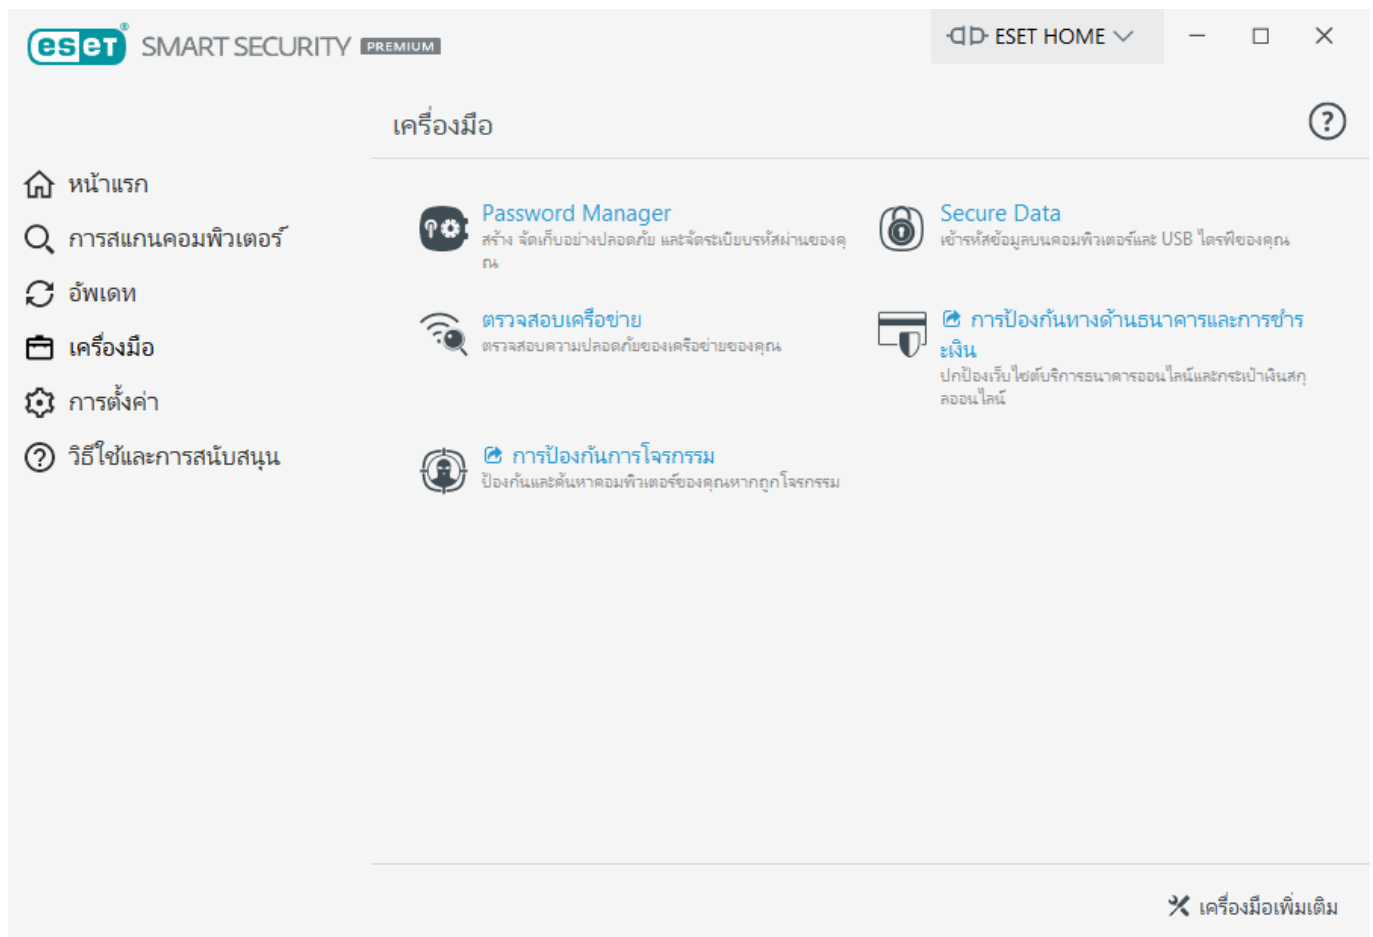 eset® SMART SECURITY PREMIUM
ESET HOME
เครื่องมือ
หน้าแรก
การสแกนคอมพิวเตอร์
อัพเดท
เครื่องมือ
การตั้งค่า
วิธีใช้และการสนับสนุน
Password Manager
สร้าง จัดเก็บอย่างปลอดภัย และจัดระเบียบรหัสผ่านของคุ
ณ
Secure Data
เข้ารหัสข้อมูลบนคอมพิวเตอร์และ USB ไดรฟ์ของคุณ
ตรวจสอบเครือข่าย
ตรวจสอบความปลอดภัยของเครือข่ายของคุณ
การป้องกันทางด้านธนาคารและการชำร
ะเงิน
ปกป้องเว็บไซต์บริการธนาคารออนไลน์และกระเป๋าเงินสกุ
ลออนไลน์
การป้องกันการโจรกรรม
ป้องกันและค้นหาคอมพิวเตอร์ของคุณหากถูกโจรกรรม
เครื่องมือเพิ่มเติม